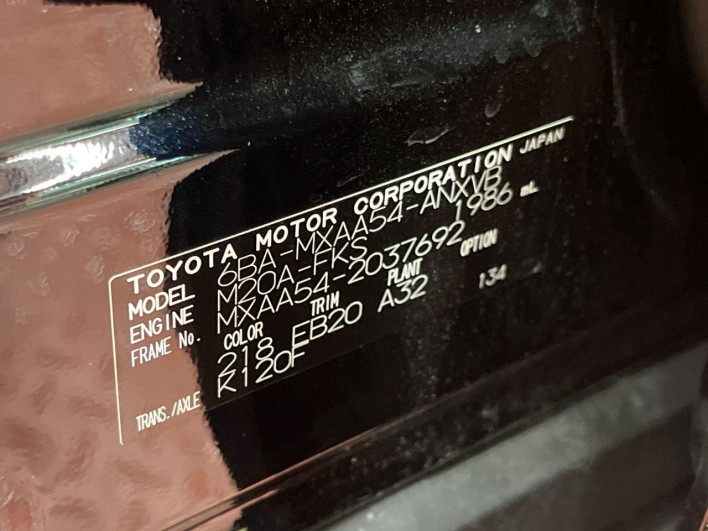 TOYOTA MOTOR CORPORATION JAPAN
MODEL 6BA-MXAA54-ANXVB
ENGINE M20A-FKS 1986 mL
FRAME No. MXAA54-2037692
COLOR TRIM PLANT OPTION
218 EB20 A32 134
TRANS./AXLE K120F